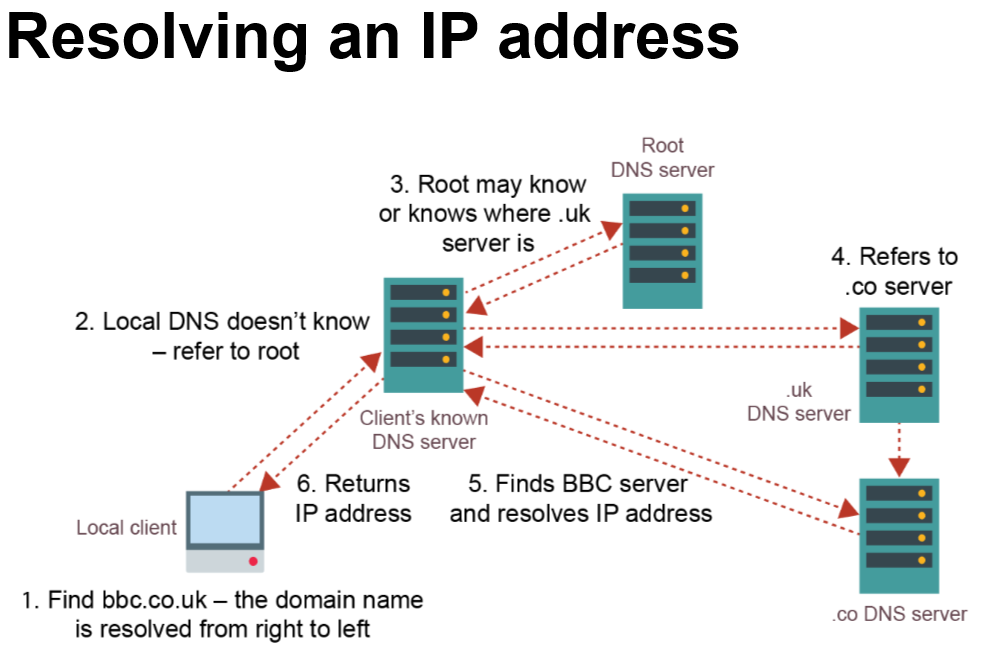 Resolving an IP address
Root
DNS server
3. Root may know
or knows where .uk
server is
4. Refers to
.co server
2. Local DNS doesn’t know
– refer to root
.uk
DNS server
Client’s known
DNS server
6. Returns
IP address
5. Finds BBC server
and resolves IP address
Local client
1. Find bbc.co.uk – the domain name
is resolved from right to left
.co DNS server